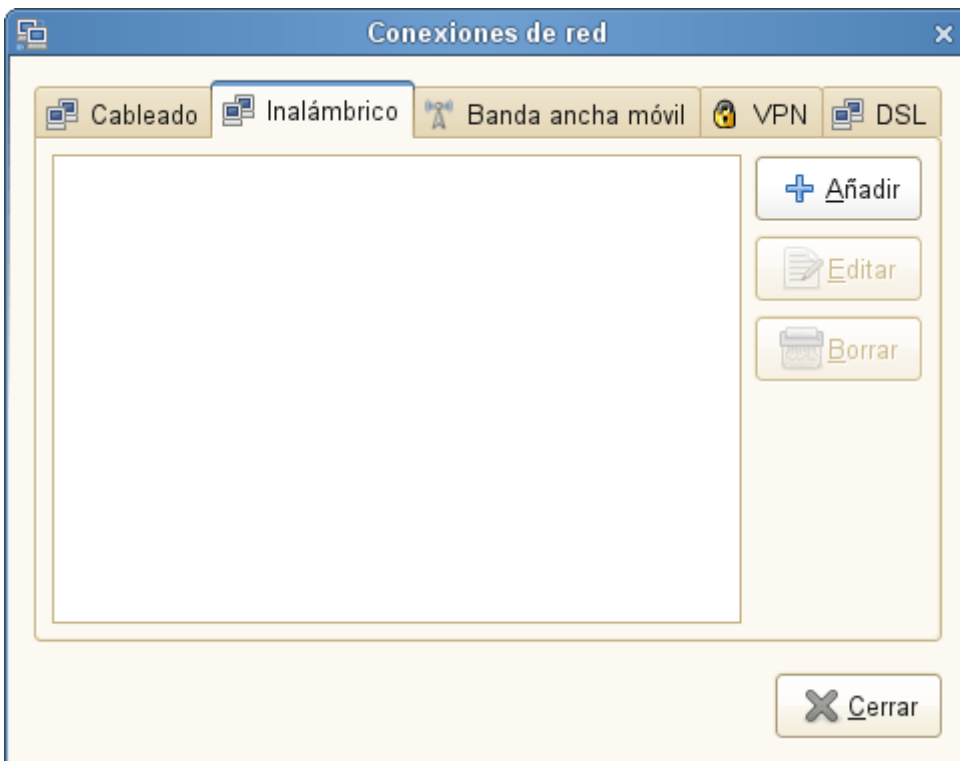 Conexiones de red
Cableado Inalámbrico Banda ancha móvil VPN DSL
Añadir
Editar
Borrar
Cerrar